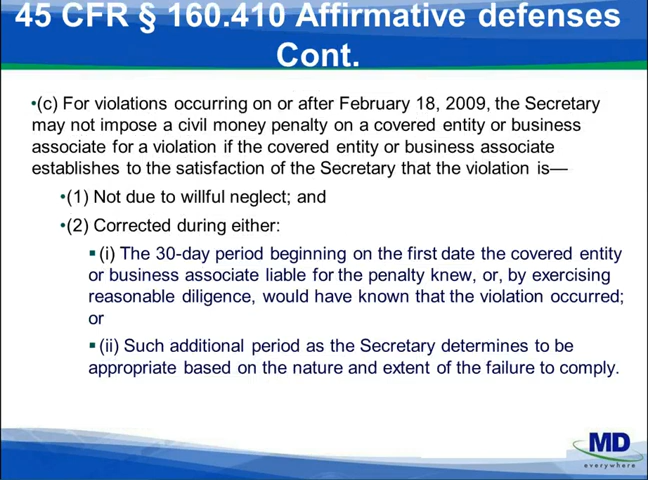 45 CFR § 160.410 Affirmative defenses
Cont.
•(c) For violations occurring on or after February 18, 2009, the Secretary
may not impose a civil money penalty on a covered entity or business
associate for a violation if the covered entity or business associate
establishes to the satisfaction of the Secretary that the violation is—
•(1) Not due to willful neglect; and
•(2) Corrected during either:
▪(i) The 30-day period beginning on the first date the covered entity
or business associate liable for the penalty knew, or, by exercising
reasonable diligence, would have known that the violation occurred;
or
▪(ii) Such additional period as the Secretary determines to be
appropriate based on the nature and extent of the failure to comply.
MD
everywhere